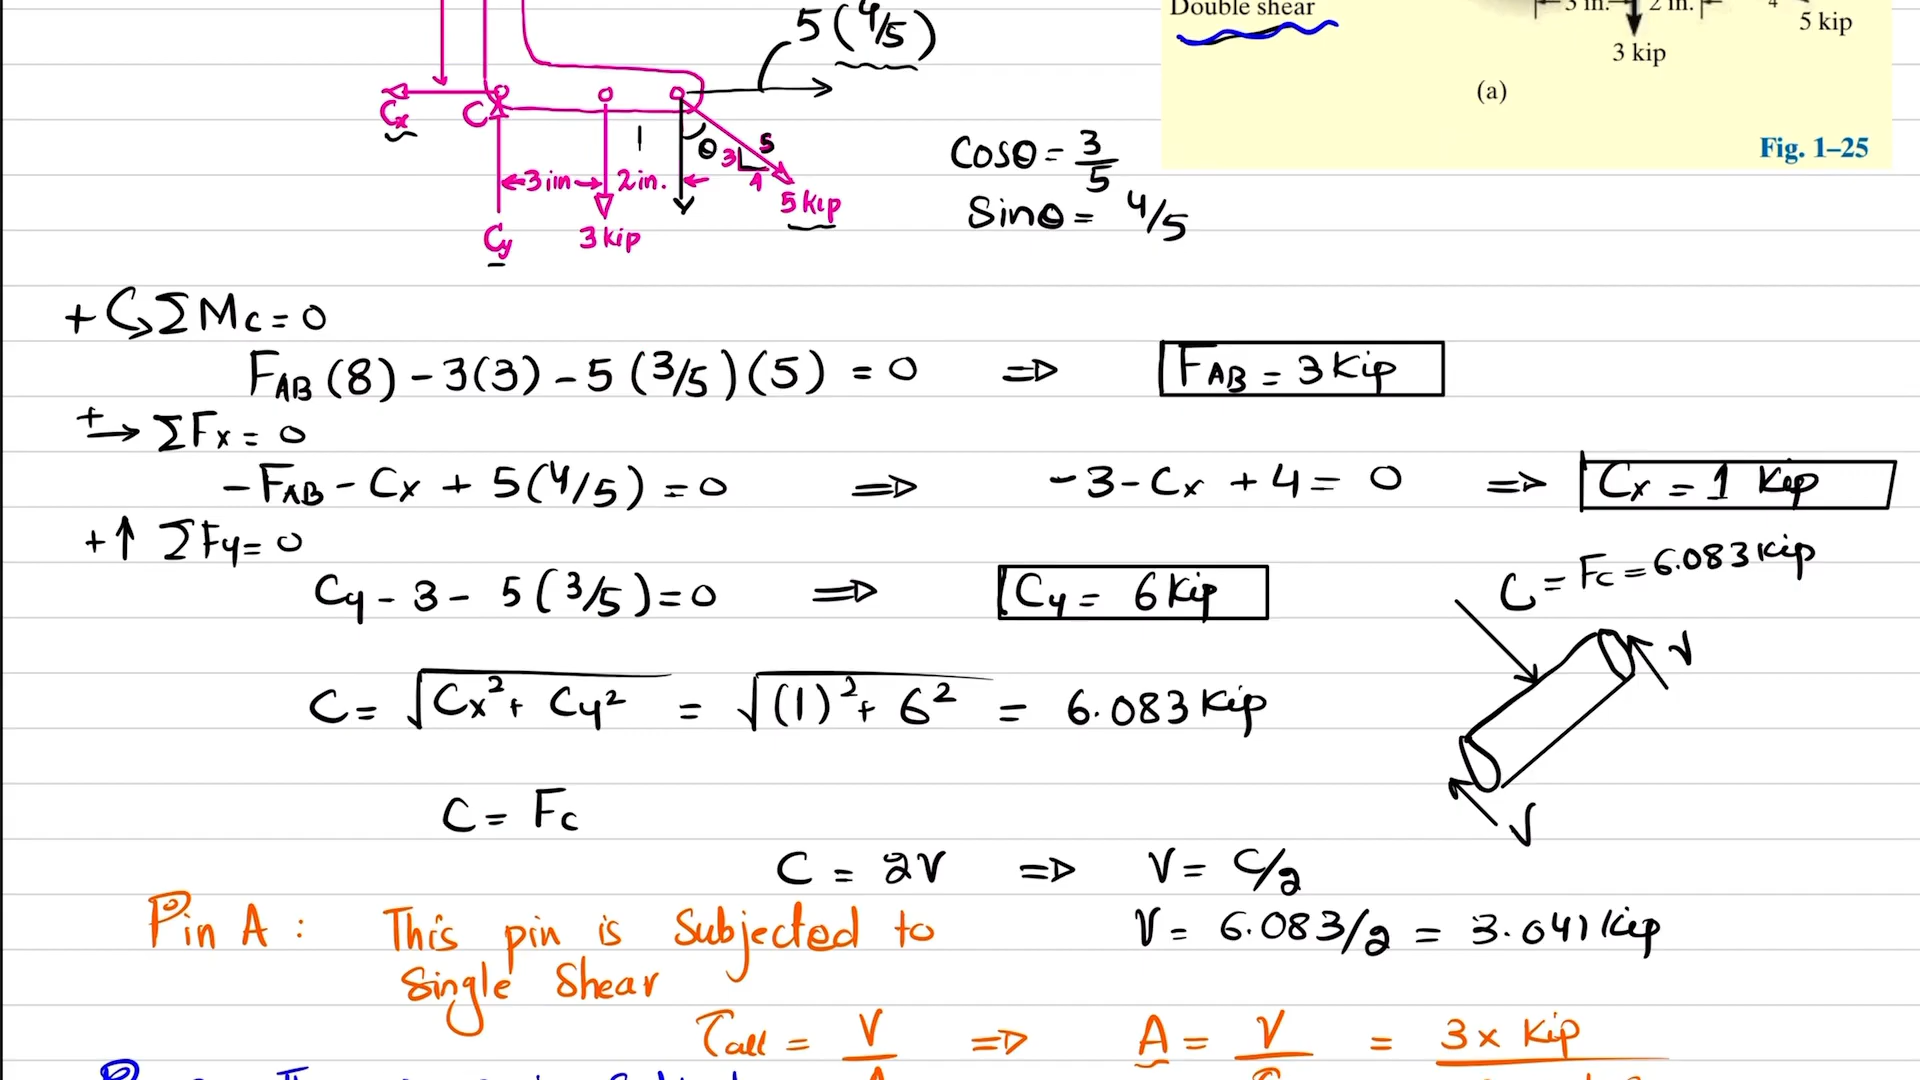 5(4/5)
Double shear
3 in.
2 in.
4
5 kip
3 kip
(a)
Fig. 1–25
Cx
C
θ
3
5
4
3in
2in.
5 kip
Cy
3 kip
Cosθ = 3/5
Sinθ = 4/5
+ ΣMc = 0
FAB (8) - 3(3) - 5 (3/5)(5) = 0 ⇒ FAB = 3 Kip
+→ ΣFx = 0
-FAB - Cx + 5(4/5) = 0 ⇒ -3 - Cx + 4 = 0 ⇒ Cx = 1 Kip
+↑ ΣFy = 0
Cy - 3 - 5(3/5) = 0 ⇒ Cy = 6 Kip
C = Fc = 6.083 kip
V
C = √Cx² + Cy² = √(1)² + 6² = 6.083 Kip
V
C = Fc
C = 2V ⇒ V = C/2
V = 6.083/2 = 3.041 kip
Pin A : This pin is Subjected to
Single Shear
τall = V/A ⇒ A = V = 3 x Kip